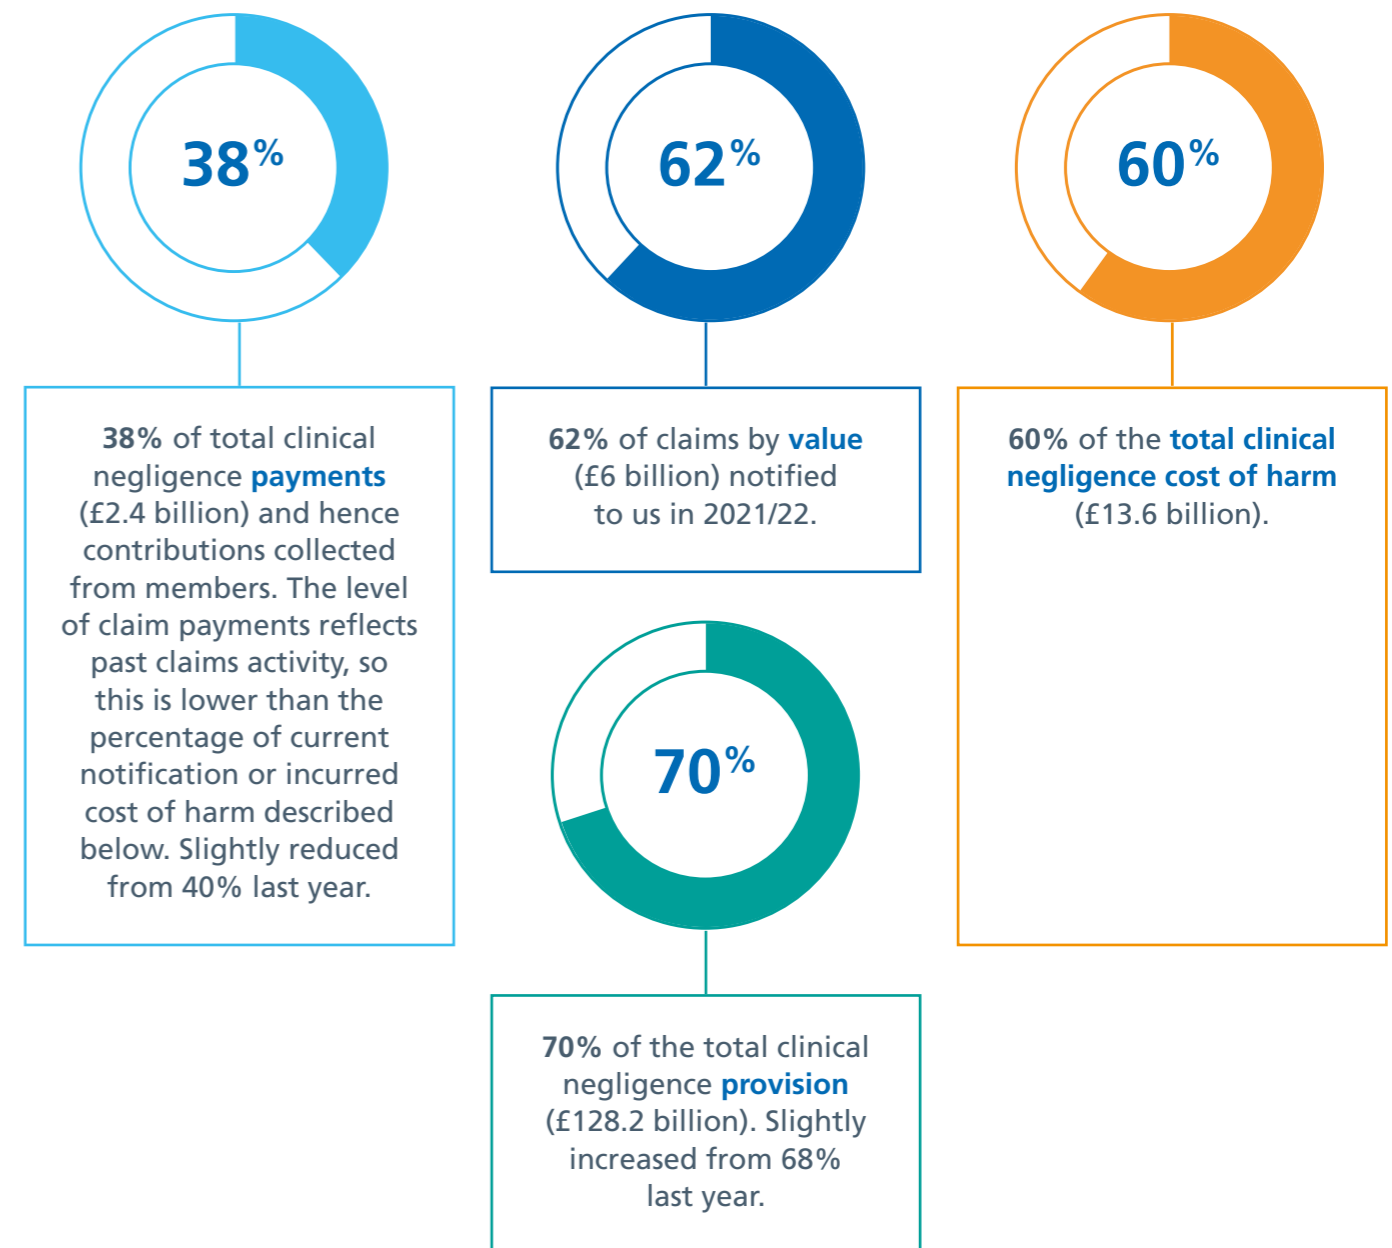 38%
38% of total clinical
negligence payments
(£2.4 billion) and hence
contributions collected
from members. The level
of claim payments reflects
past claims activity, so
this is lower than the
percentage of current
notification or incurred
cost of harm described
below. Slightly reduced
from 40% last year.
62%
62% of claims by value
(£6 billion) notified
to us in 2021/22.
60%
60% of the total clinical
negligence cost of harm
(£13.6 billion).
70%
70% of the total clinical
negligence provision
(£128.2 billion). Slightly
increased from 68%
last year.